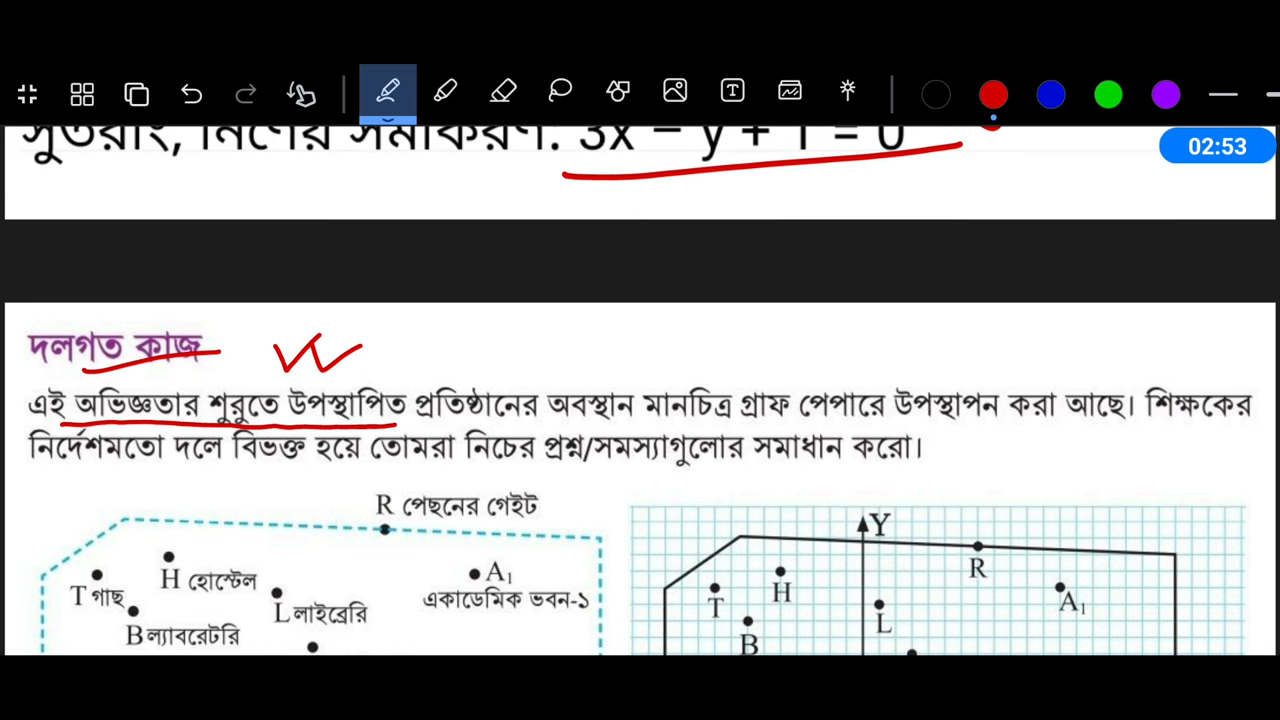 02:53
সুতরাং, নির্ণেয় সমীকরণ: 3x − y + 1 = 0
দলগত কাজ
এই অভিজ্ঞতার শুরুতে উপস্থাপিত প্রতিষ্ঠানের অবস্থান মানচিত্র গ্রাফ পেপারে উপস্থাপন করা আছে। শিক্ষকের
নির্দেশমতো দলে বিভক্ত হয়ে তোমরা নিচের প্রশ্ন/সমস্যাগুলোর সমাধান করো।
R পেছনের গেইট
H হোস্টেল
A₁
T গাছ
একাডেমিক ভবন-১
L লাইব্রেরি
B ল্যাবরেটরি
Y
R
H
T
A₁
L
B